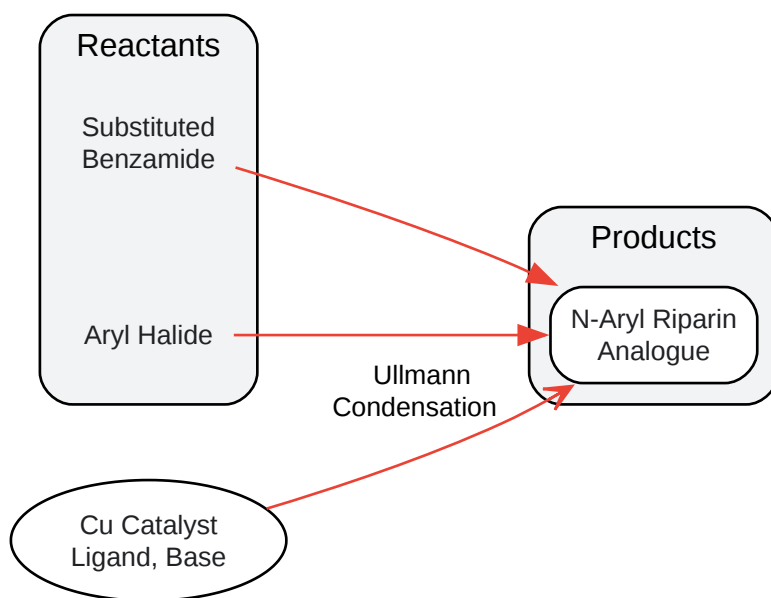 Reactants
Substituted
Benzamide
Aryl Halide
Products
N-Aryl Riparin
Analogue
Ullmann
Condensation
Cu Catalyst
Ligand, Base